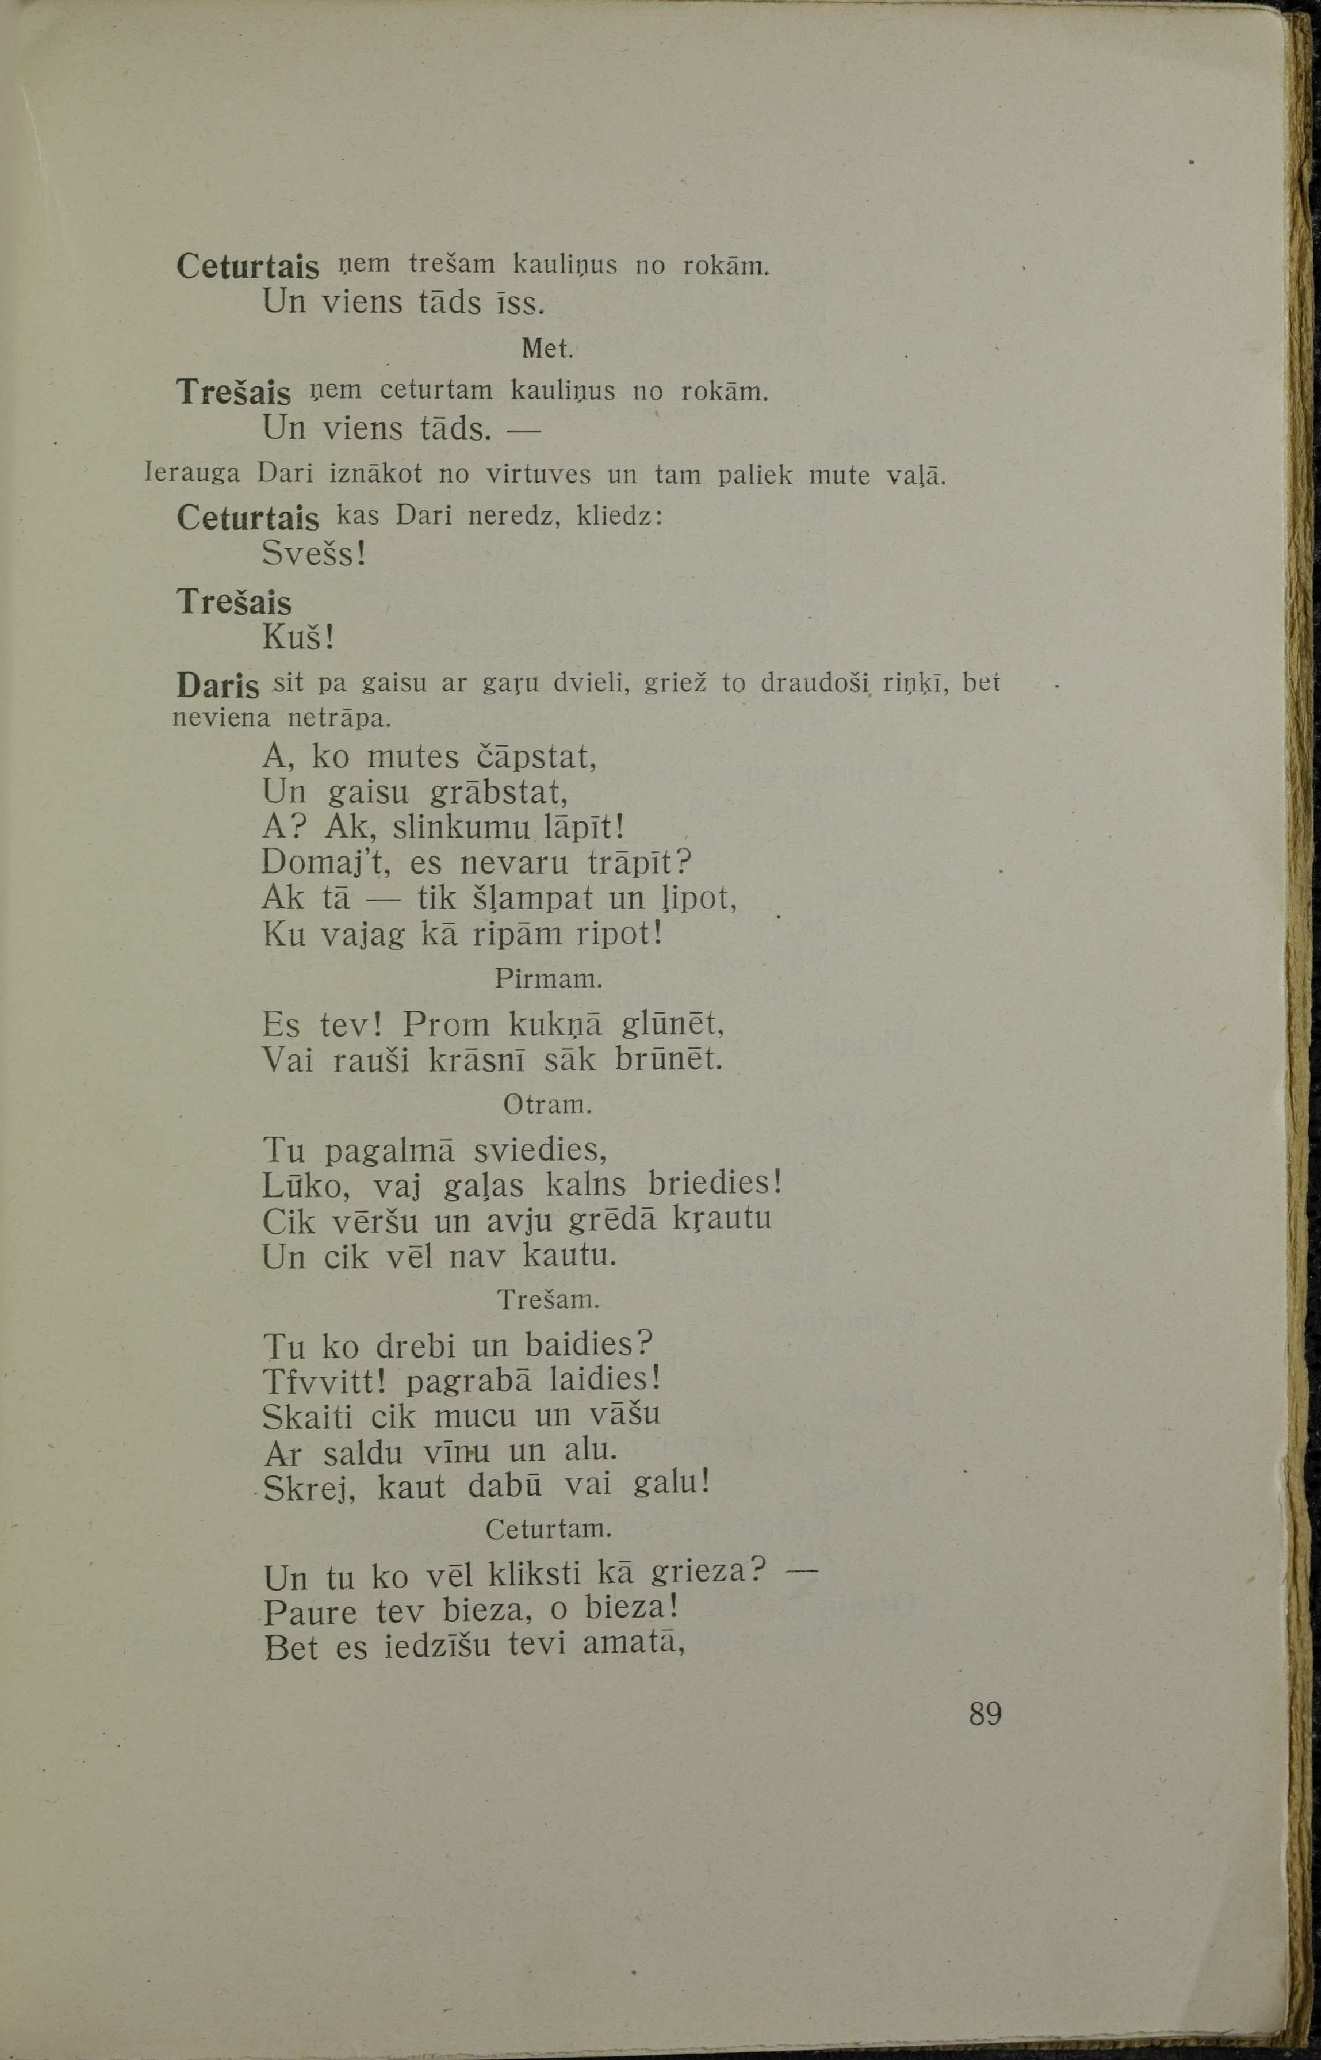 Ceturtais ņem trešam kauliņus no rokām.
Un viens tāds īss.
Met.
Trešais ņem ceturtam kauliņus no rokām.
Un viens tāds. —
Ierauga Dari iznākot no virtuves un tam paliek mute vaļā.
Ceturtais kas Dari neredz, kliedz:
Svešs!
Trešais
Kuš!
Daris sit pa gaisu ar gaŗu dvieli, griež to draudoši riņķī, bet
neviena netrāpa.
A, ko mutes čāpstat,
Un gaisu grābstat,
A? Ak, slinkumu lāpīt!
Domaj’t, es nevaru trāpīt?
Ak tā — tik šļampat un ļipot,
Ku vajag kā ripām ripot!
Pirmam.
Es tev! Prom kukņā glūnēt,
Vai rauši krāsnī sāk brūnēt.
Otram.
Tu pagalmā sviedies,
Lūko, vaj gaļas kalns briedies!
Cik vēršu un avju grēdā kŗautu
Un cik vēl nav kautu.
Trešam.
Tu ko drebi un baidies?
Tfvvitt! pagrabā laidies!
Skaiti cik mucu un vāšu
Ar saldu vīnu un alu.
Skrej, kaut dabū vai galu!
Ceturtam.
Un tu ko vēl kliksti kā grieza? —
Paure tev bieza, o bieza!
Bet es iedzīšu tevi amatā,
89